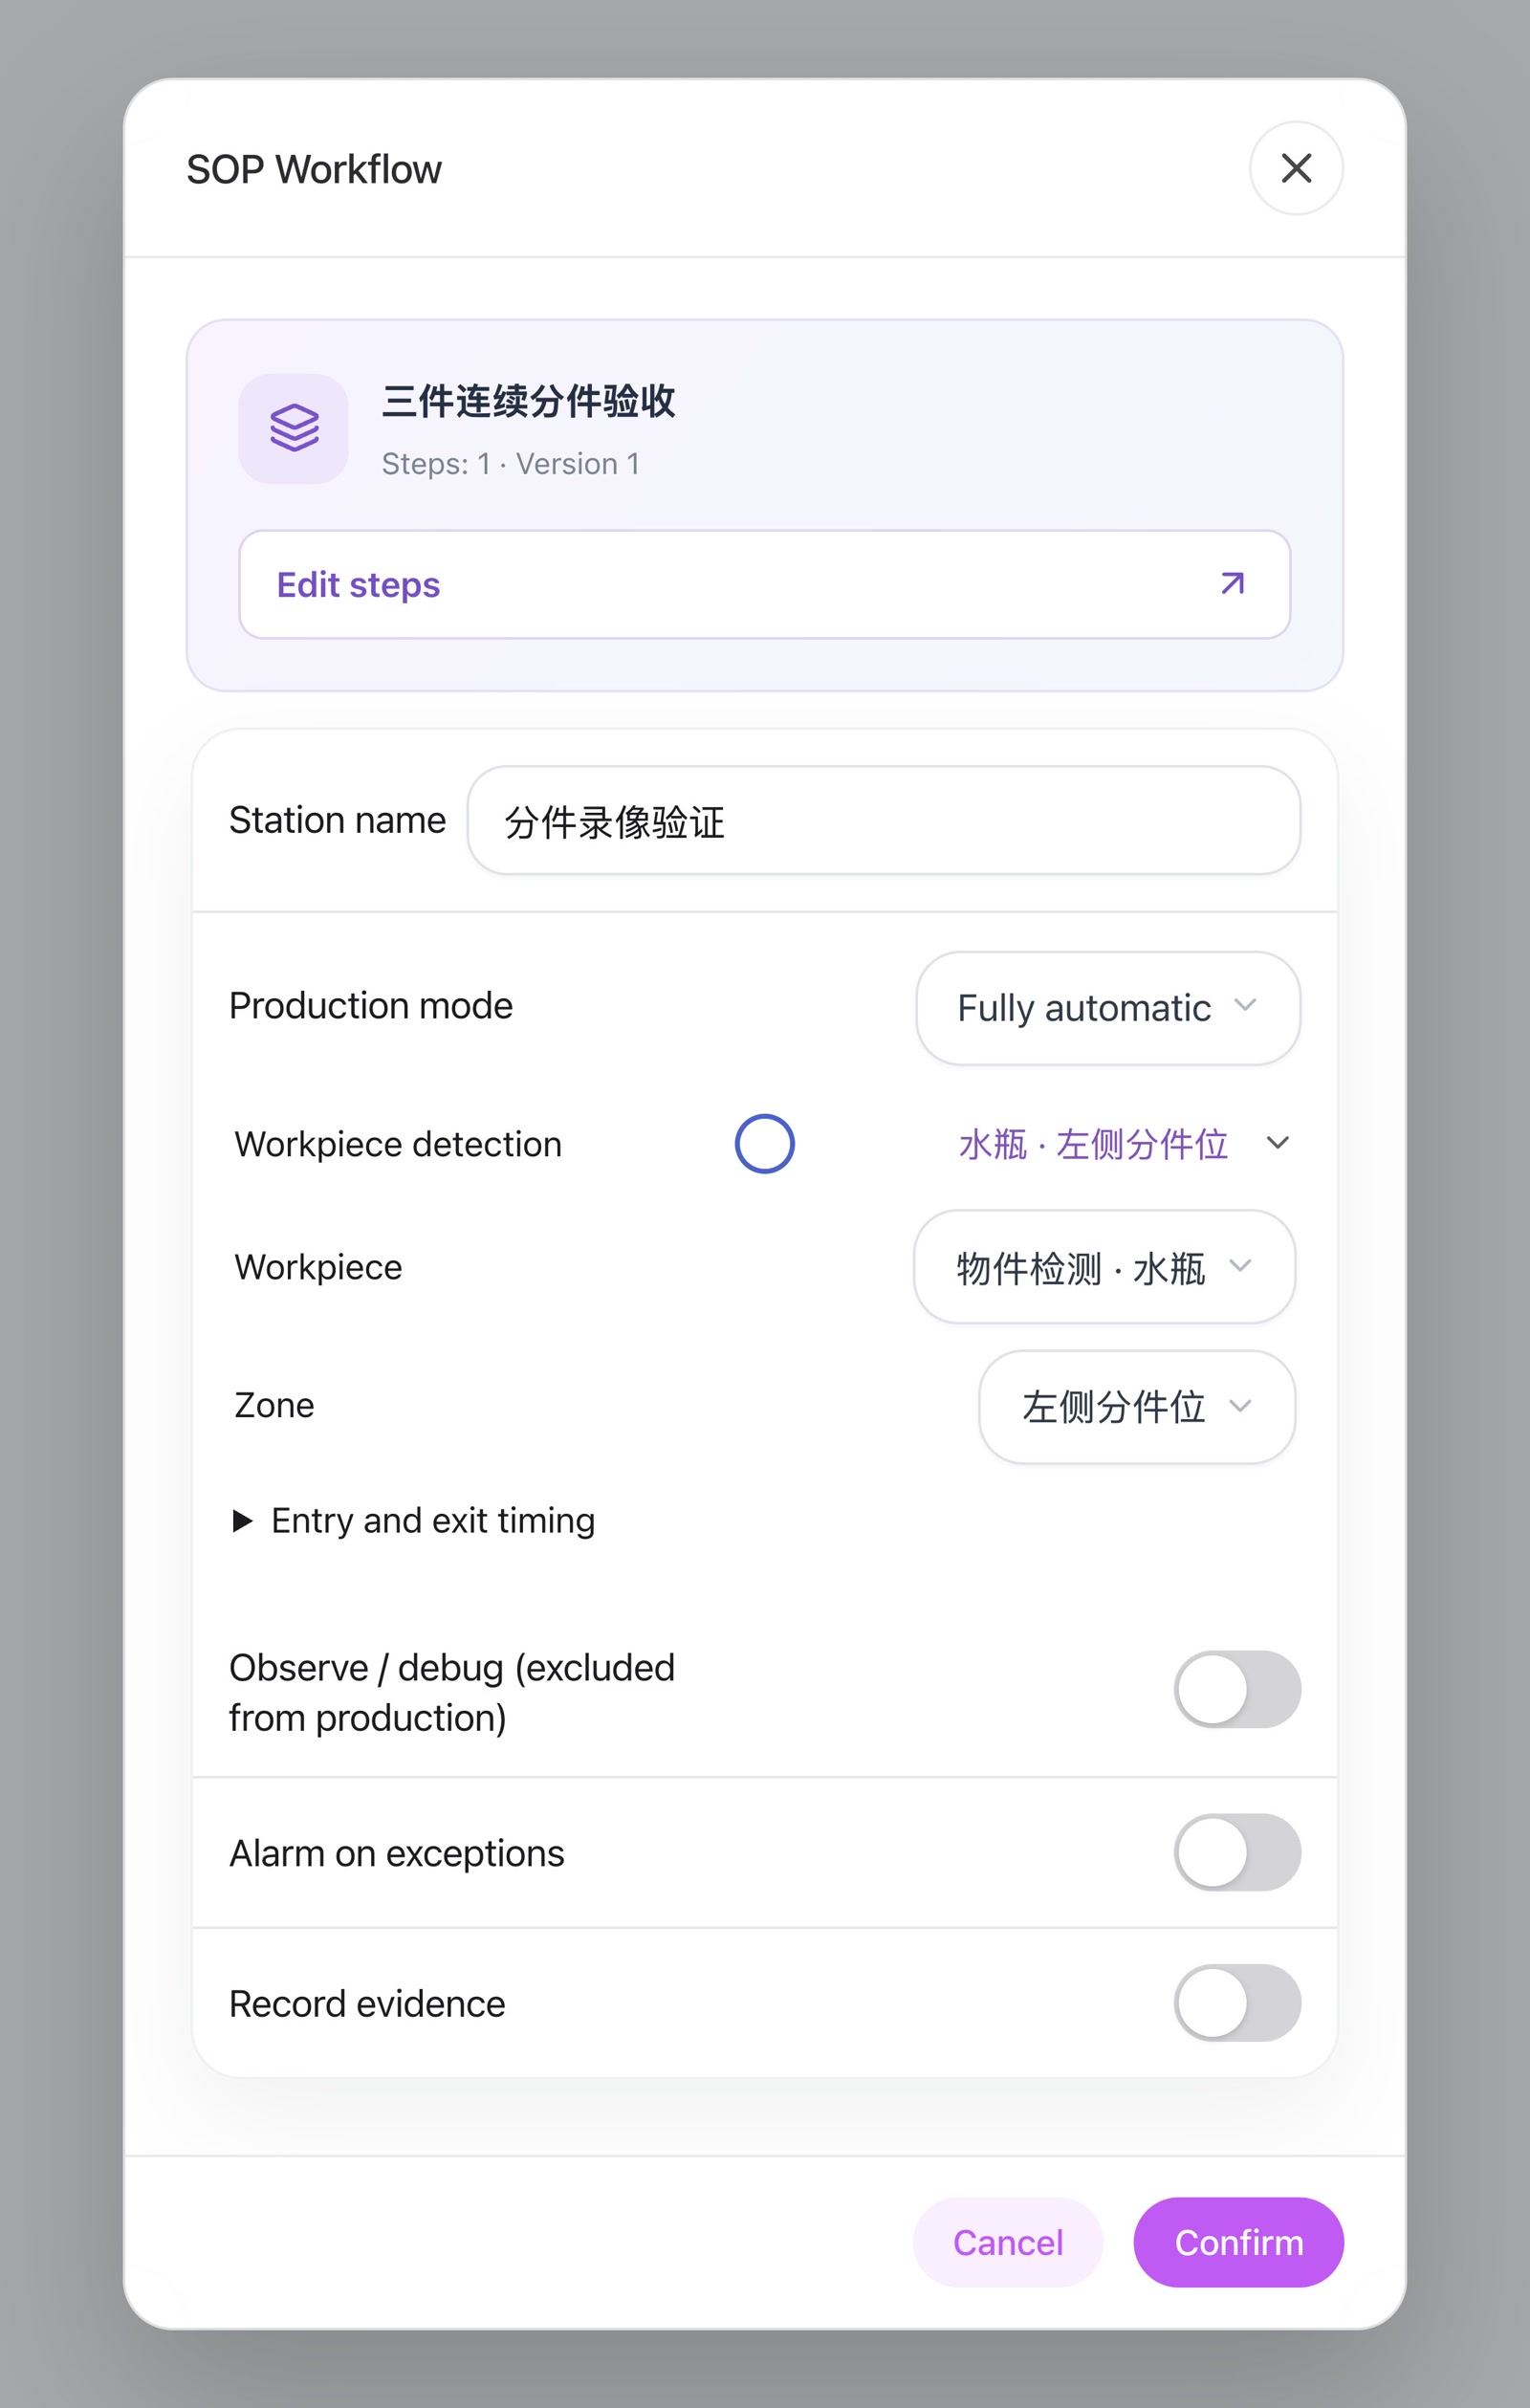 SOP Workflow
三件连续分件验收
Steps: 1 · Version 1
Edit steps
Station name
分件录像验证
Production mode
Fully automatic
Workpiece detection
水瓶 · 左侧分件位
Workpiece
物件检测 · 水瓶
Zone
左侧分件位
Entry and exit timing
Observe / debug (excluded
from production)
Alarm on exceptions
Record evidence
Cancel
Confirm